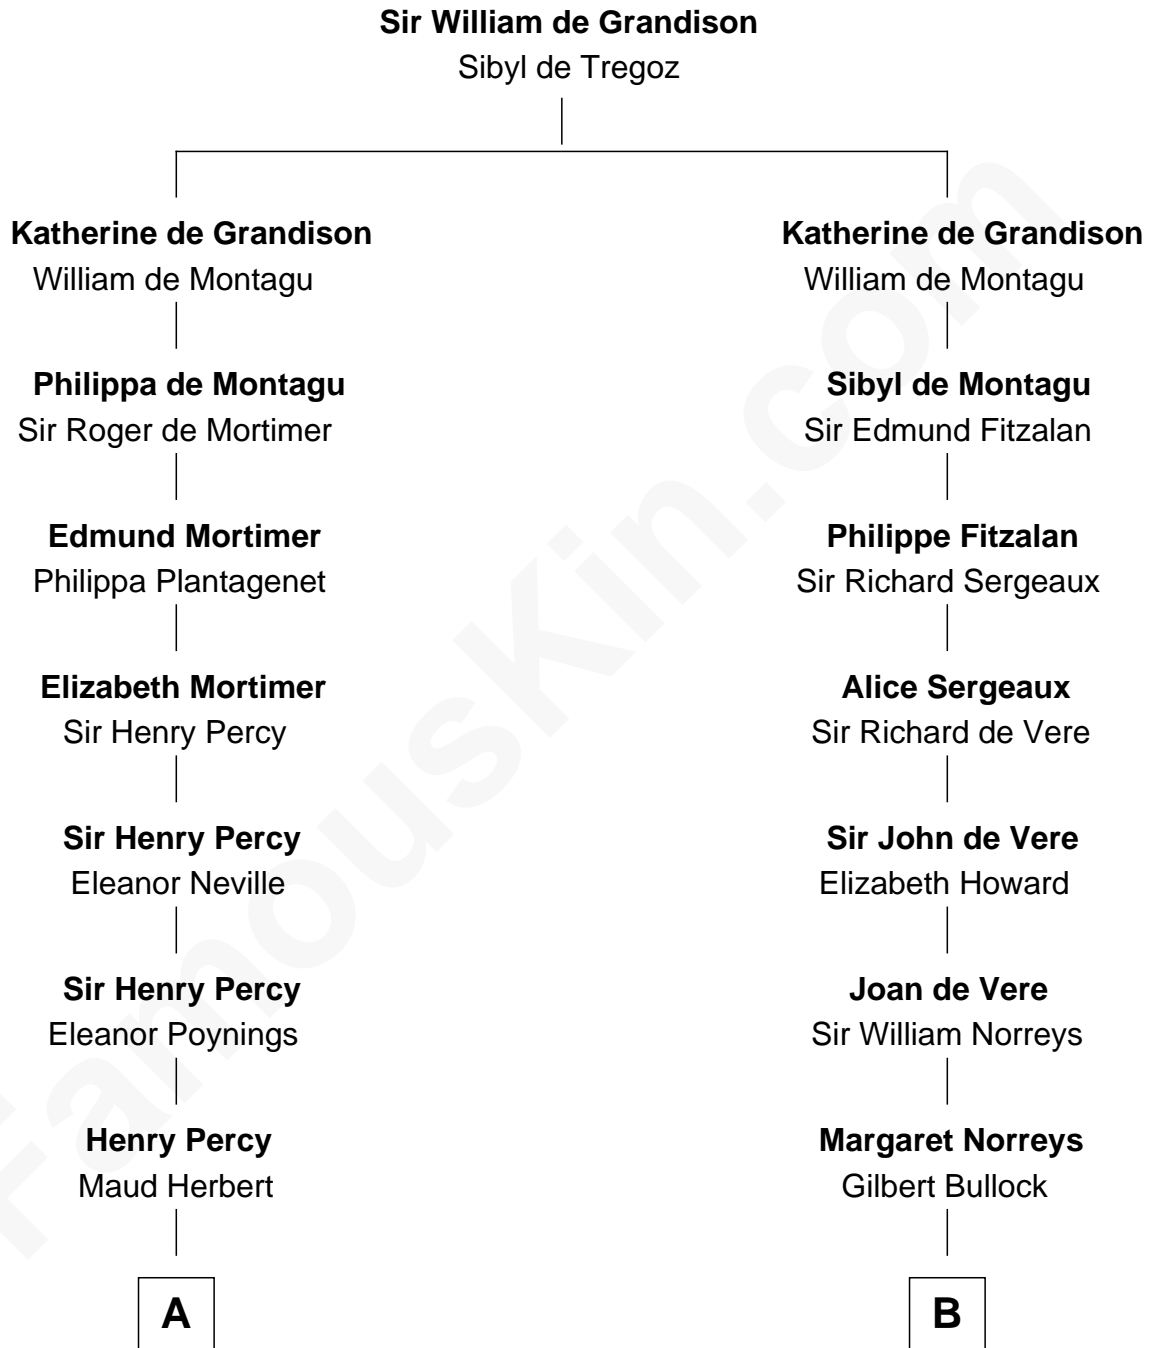 Sir William de Grandison
Sibyl de Tregoz
Katherine de Grandison
William de Montagu
Philippa de Montagu
Sir Roger de Mortimer
Edmund Mortimer
Philippa Plantagenet
Elizabeth Mortimer
Sir Henry Percy
Sir Henry Percy
Eleanor Neville
Sir Henry Percy
Eleanor Poynings
Henry Percy
Maud Herbert
A
Katherine de Grandison
William de Montagu
Sibyl de Montagu
Sir Edmund Fitzalan
Philippe Fitzalan
Sir Richard Sergeaux
Alice Sergeaux
Sir Richard de Vere
Sir John de Vere
Elizabeth Howard
Joan de Vere
Sir William Norreys
Margaret Norreys
Gilbert Bullock
B
FamousKin.com